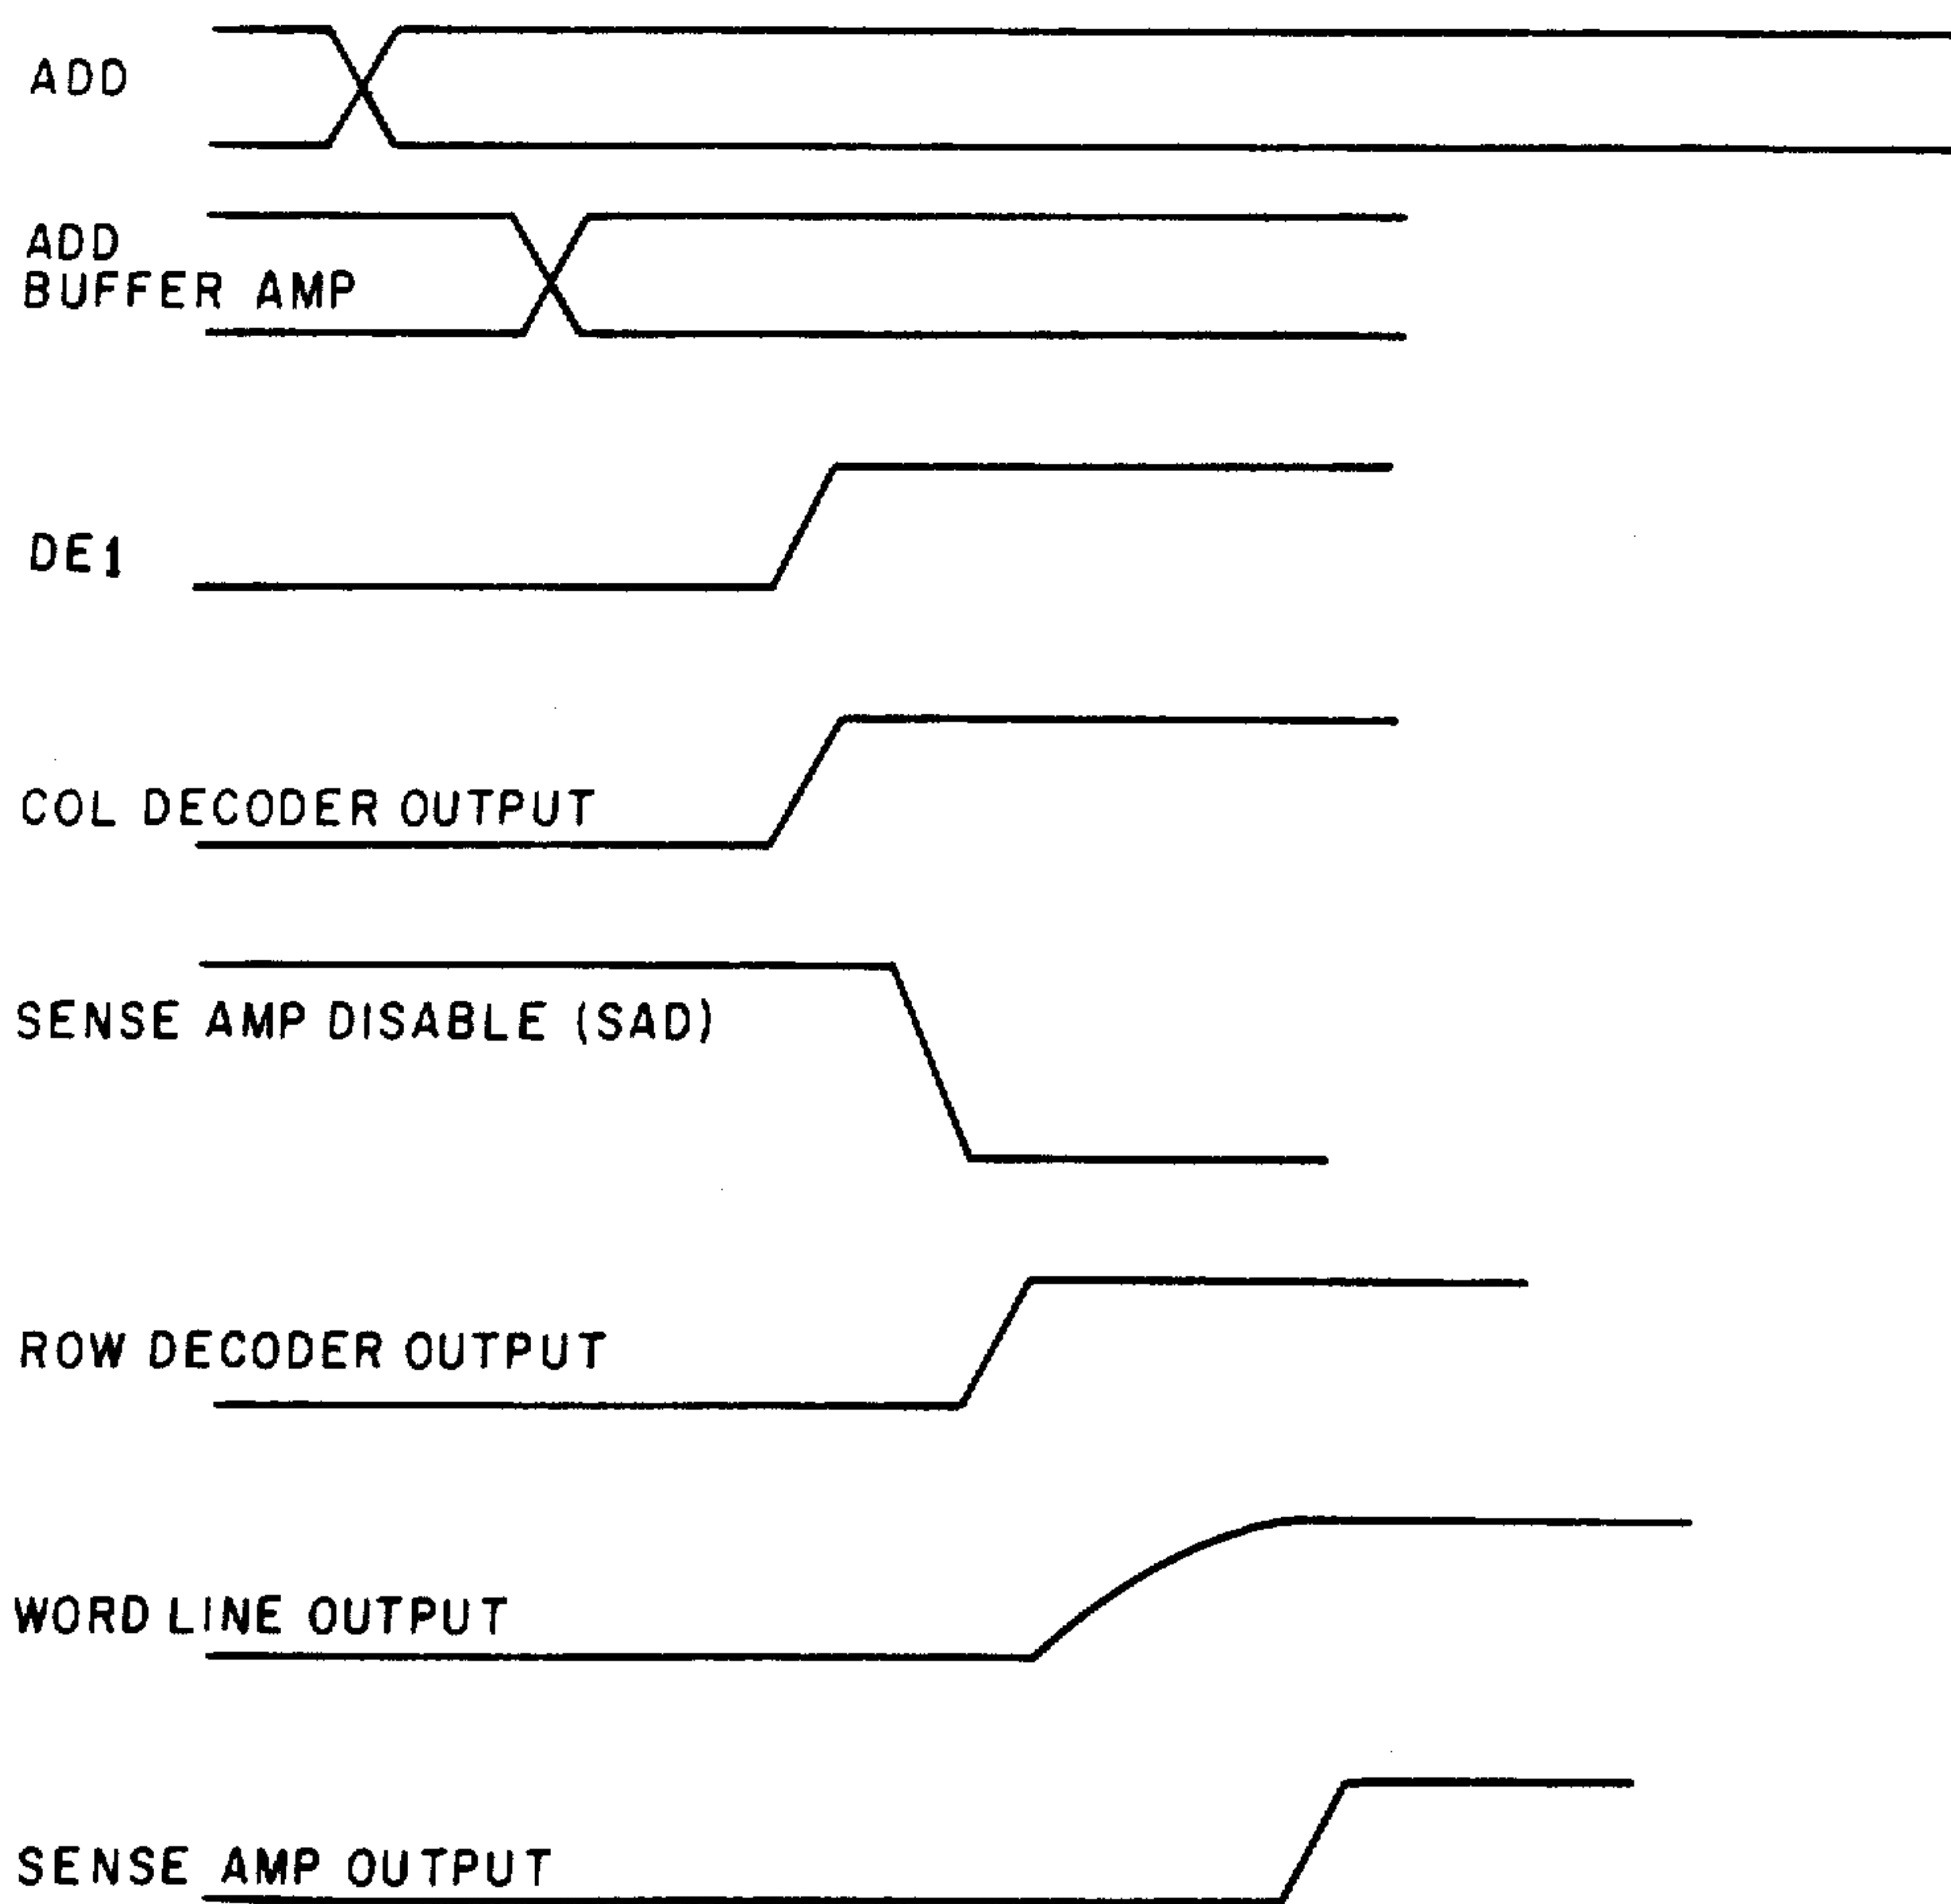 ADD
ADD
BUFFER AMP
DE1
COL DECODER OUTPUT
SENSE AMP DISABLE (SAD)
ROW DECODER OUTPUT
WORD LINE OUTPUT
SENSE AMP OUTPUT